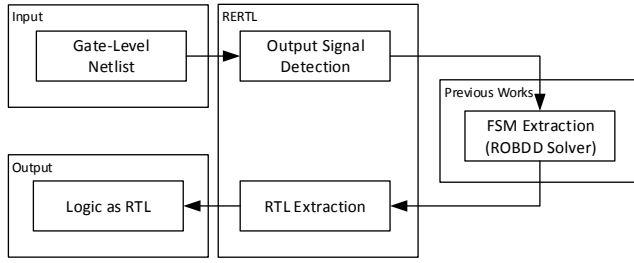 Input
RERTL
Gate-Level
Netlist
Output Signal
Detection
Previous Works
FSM Extraction
(ROBDD Solver)
Output
Logic as RTL
RTL Extraction